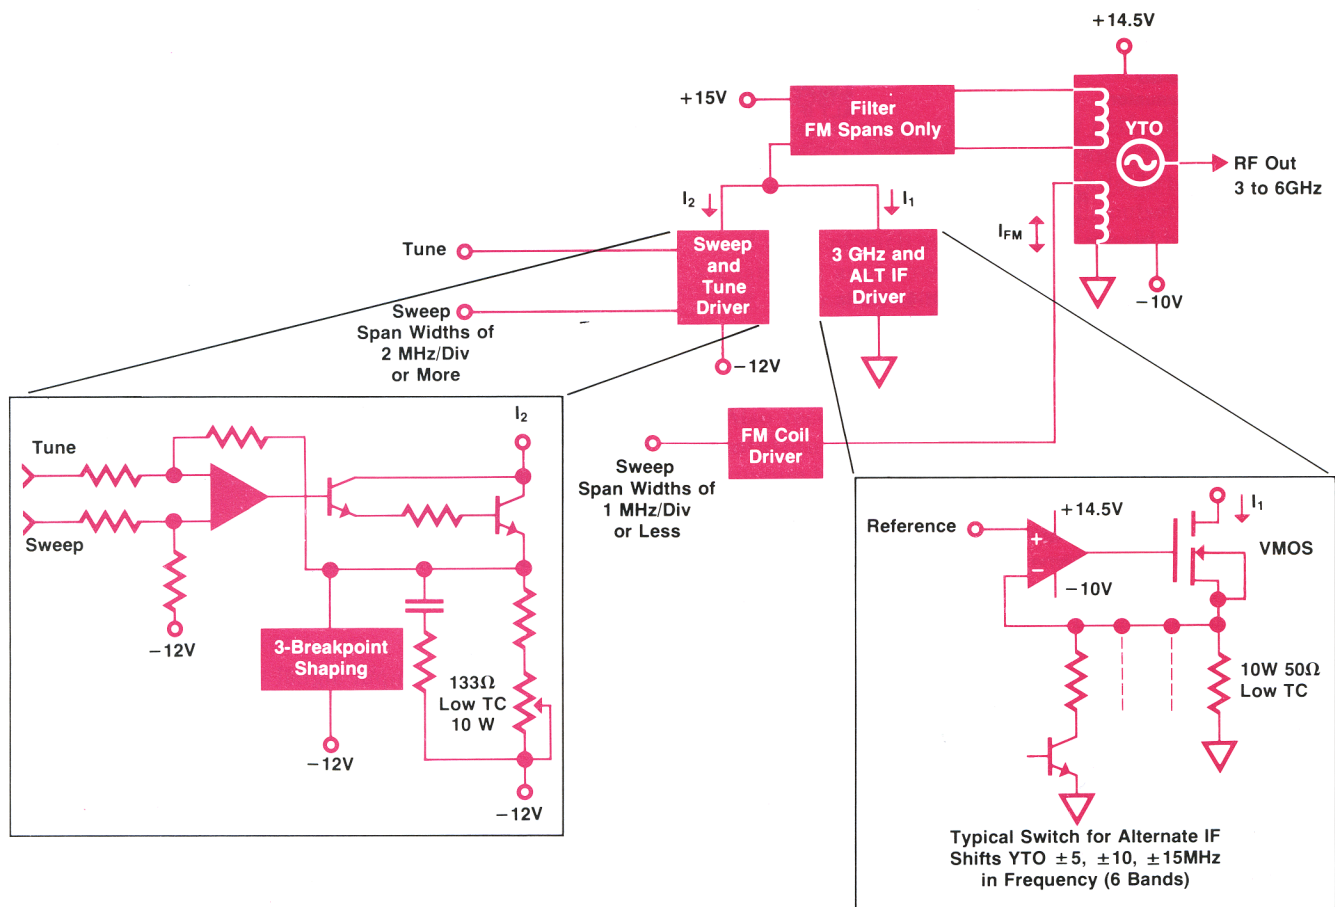 +14.5V
+15V
Filter
FM Spans Only
YTO
RF Out
3 to 6GHz
I2
I1
IFM
Tune
Sweep
and
Tune
Driver
3 GHz and
ALT IF
Driver
−10V
Sweep
Span Widths of
2 MHz/Div
or More
−12V
FM Coil
Driver
Sweep
Span Widths of
1 MHz/Div
or Less
I2
Tune
Sweep
−12V
3-Breakpoint
Shaping
133Ω
Low TC
10 W
−12V
−12V
Reference
+14.5V
+
−
−10V
I1
VMOS
10W 50Ω
Low TC
Typical Switch for Alternate IF
Shifts YTO ±5, ±10, ±15MHz
in Frequency (6 Bands)